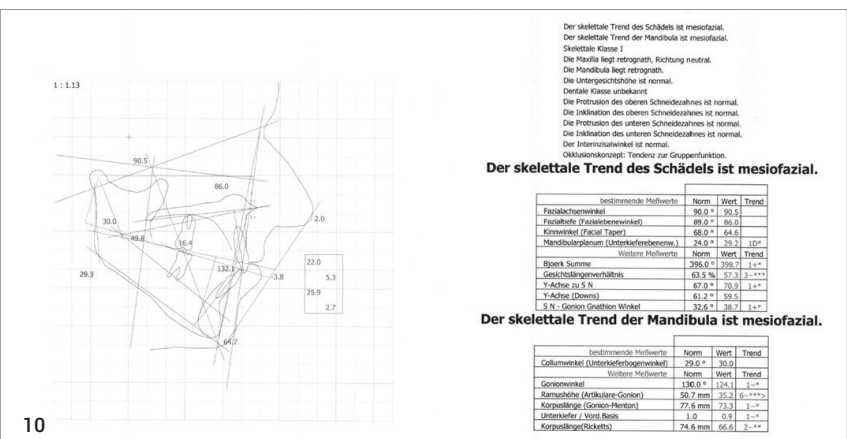 1 : 1.13
90.5
86.0
30.0
2.0
49.8
16.4
132.1
-3.8
29.3
64.7
22.0
5.3
25.9
2.7
10
Der skelettale Trend des Schädels ist mesiofazial.
Der skelettale Trend der Mandibula ist mesiofazial.
Skelettale Klasse I
Die Maxilla liegt retrognath, Richtung neutral.
Die Mandibula liegt retrognath.
Die Untergesichtshöhe ist normal.
Dentale Klasse unbekannt
Die Protrusion des oberen Schneidezahnes ist normal.
Die Inklination des oberen Schneidezahnes ist normal.
Die Protrusion des unteren Schneidezahnes ist normal.
Die Inklination des unteren Schneidezahnes ist normal.
Der Interinzisalwinkel ist normal.
Okklusionskonzept: Tendenz zur Gruppenfunktion.
Der skelettale Trend des Schädels ist mesiofazial.
bestimmende Meßwerte Norm Wert Trend
Fazialachsenwinkel 90.0 ° 90.5
Fazialtiefe (Fazialebenewinkel) 89.0 ° 86.0
Kinnwinkel (Facial Taper) 68.0 ° 64.6
Mandibularplanum (Unterkieferebenenw.) 24.0 ° 29.2 1D*
Weitere Meßwerte Norm Wert Trend
Bjoerk Summe 396.0 ° 398.7 1+*
Gesichtslängenverhältnis 63.5 % 57.3 3-***
Y-Achse zu S N 67.0 ° 70.9 1+*
Y-Achse (Downs) 61.2 ° 59.5
S N - Gonion Gnathion Winkel 32.6 ° 38.7 1+*
Der skelettale Trend der Mandibula ist mesiofazial.
bestimmende Meßwerte Norm Wert Trend
Collumwinkel (Unterkieferbogenwinkel) 29.0 ° 30.0
Weitere Meßwerte Norm Wert Trend
Gonionwinkel 130.0 ° 124.1 1-*
Ramushöhe (Artikulare-Gonion) 50.7 mm 35.2 6-***>
Korpuslänge (Gonion-Menton) 77.6 mm 73.3 1-*
Unterkiefer / Vord.Basis 1.0 0.9 1-*
Korpuslänge(Ricketts) 74.6 mm 66.6 2-**